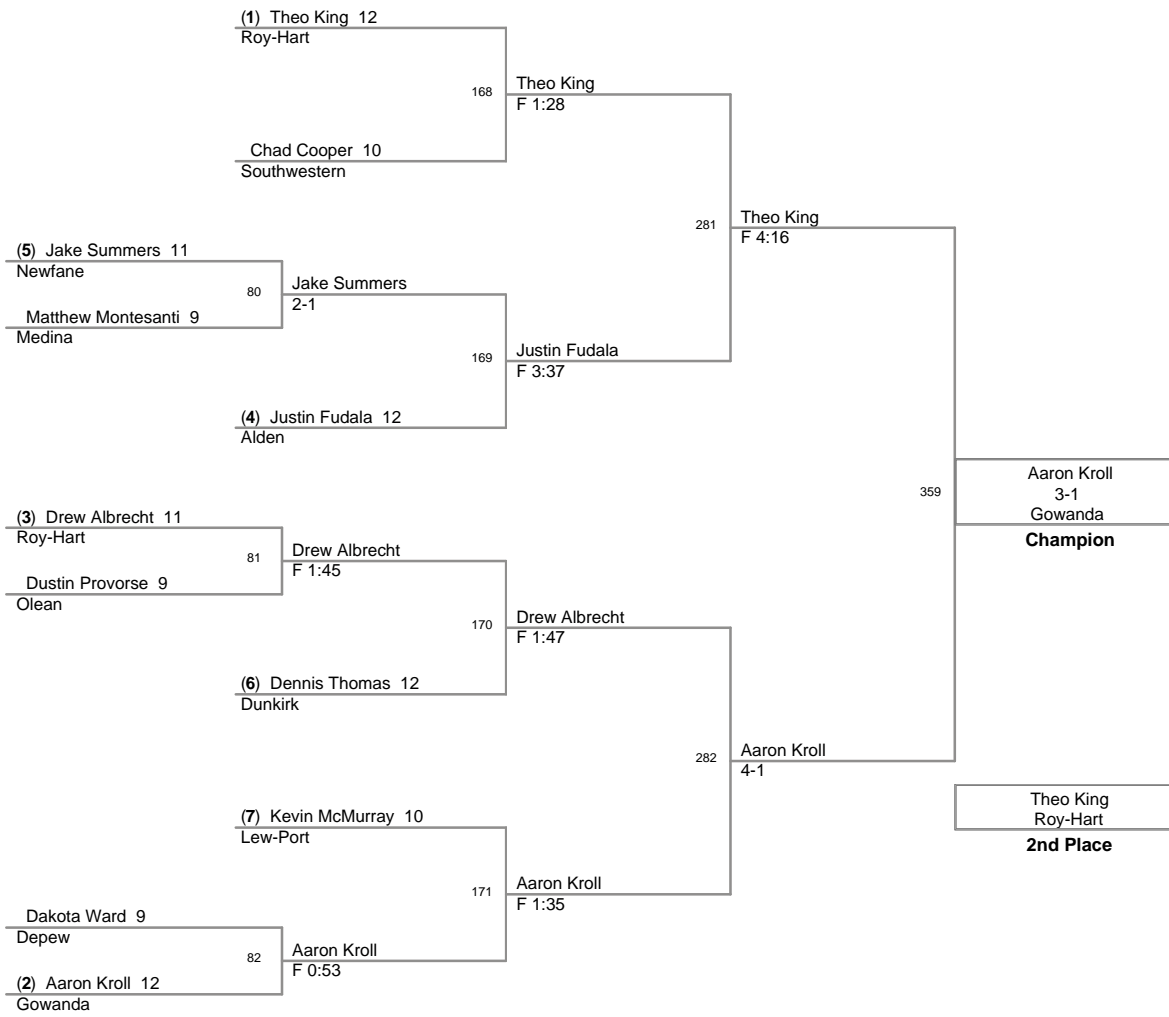 (1) Theo King 12
Roy-Hart
168
Theo King
F 1:28
Chad Cooper 10
Southwestern
281
Theo King
F 4:16
(5) Jake Summers 11
Newfane
80
Jake Summers
2-1
Matthew Montesanti 9
Medina
169
Justin Fudala
F 3:37
(4) Justin Fudala 12
Alden
359
Aaron Kroll
3-1
Gowanda
Champion
(3) Drew Albrecht 11
Roy-Hart
81
Drew Albrecht
F 1:45
Dustin Provorse 9
Olean
170
Drew Albrecht
F 1:47
(6) Dennis Thomas 12
Dunkirk
282
Aaron Kroll
4-1
Theo King
Roy-Hart
2nd Place
(7) Kevin McMurray 10
Lew-Port
171
Aaron Kroll
F 1:35
Dakota Ward 9
Depew
82
Aaron Kroll
F 0:53
(2) Aaron Kroll 12
Gowanda